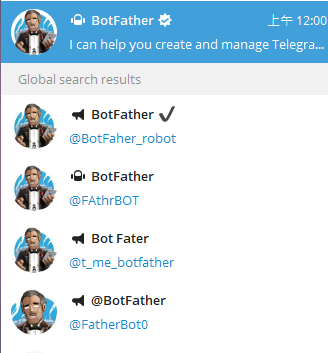 BotFather
上午 12:00
I can help you create and manage Telegra...
Global search results
BotFather ✔
@BotFaher_robot
BotFather
@FAthrBOT
Bot Fater
@t_me_botfather
@BotFather
@FatherBot0